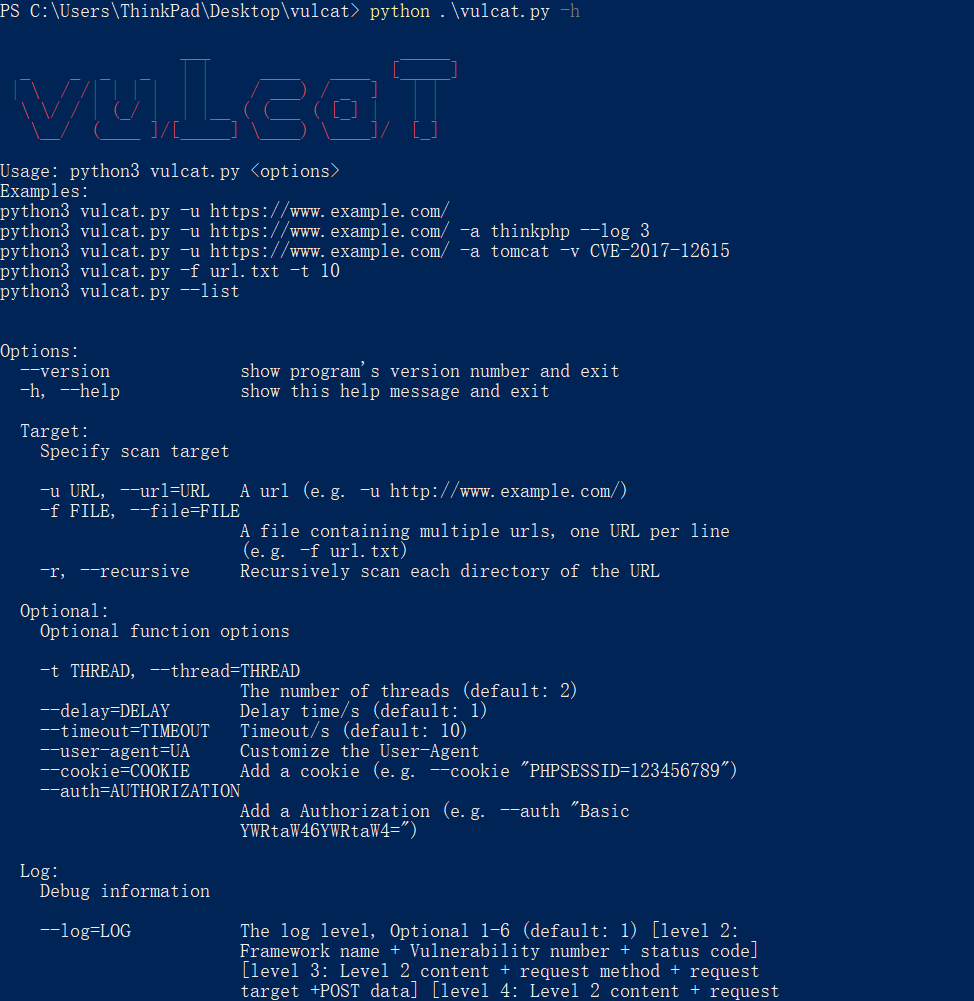 PS C:\Users\ThinkPad\Desktop\vulcat> python .\vulcat.py -h
vulcat
Usage: python3 vulcat.py <options>
Examples:
python3 vulcat.py -u https://www.example.com/
python3 vulcat.py -u https://www.example.com/ -a thinkphp --log 3
python3 vulcat.py -u https://www.example.com/ -a tomcat -v CVE-2017-12615
python3 vulcat.py -f url.txt -t 10
python3 vulcat.py --list
Options:
--version show program's version number and exit
-h, --help show this help message and exit
Target:
Specify scan target
-u URL, --url=URL A url (e.g. -u http://www.example.com/)
-f FILE, --file=FILE
A file containing multiple urls, one URL per line
(e.g. -f url.txt)
-r, --recursive Recursively scan each directory of the URL
Optional:
Optional function options
-t THREAD, --thread=THREAD
The number of threads (default: 2)
--delay=DELAY Delay time/s (default: 1)
--timeout=TIMEOUT Timeout/s (default: 10)
--user-agent=UA Customize the User-Agent
--cookie=COOKIE Add a cookie (e.g. --cookie "PHPSESSID=123456789")
--auth=AUTHORIZATION
Add a Authorization (e.g. --auth "Basic
YWRtaW46YWRtaW4=")
Log:
Debug information
--log=LOG The log level, Optional 1-6 (default: 1) [level 2:
Framework name + Vulnerability number + status code]
[level 3: Level 2 content + request method + request
target +POST data] [level 4: Level 2 content + request